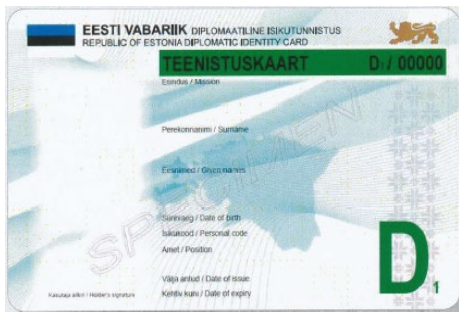 EESTI VABARIIK DIPLOMAATILINE ISIKUTUNNISTUS
REPUBLIC OF ESTONIA DIPLOMATIC IDENTITY CARD
TEENISTUSKAART D1/ 00000
Esindus / Mission
Perekonnanimi / Surname
Eesnimed / Given names
Sünniaeg / Date of birth
Isikukood / Personal code
Amet / Position
Välja antud / Date of issue
Kasutaja allkiri / Holder's signature
Kehtiv kuni / Date of expiry
D1
SPECIMEN